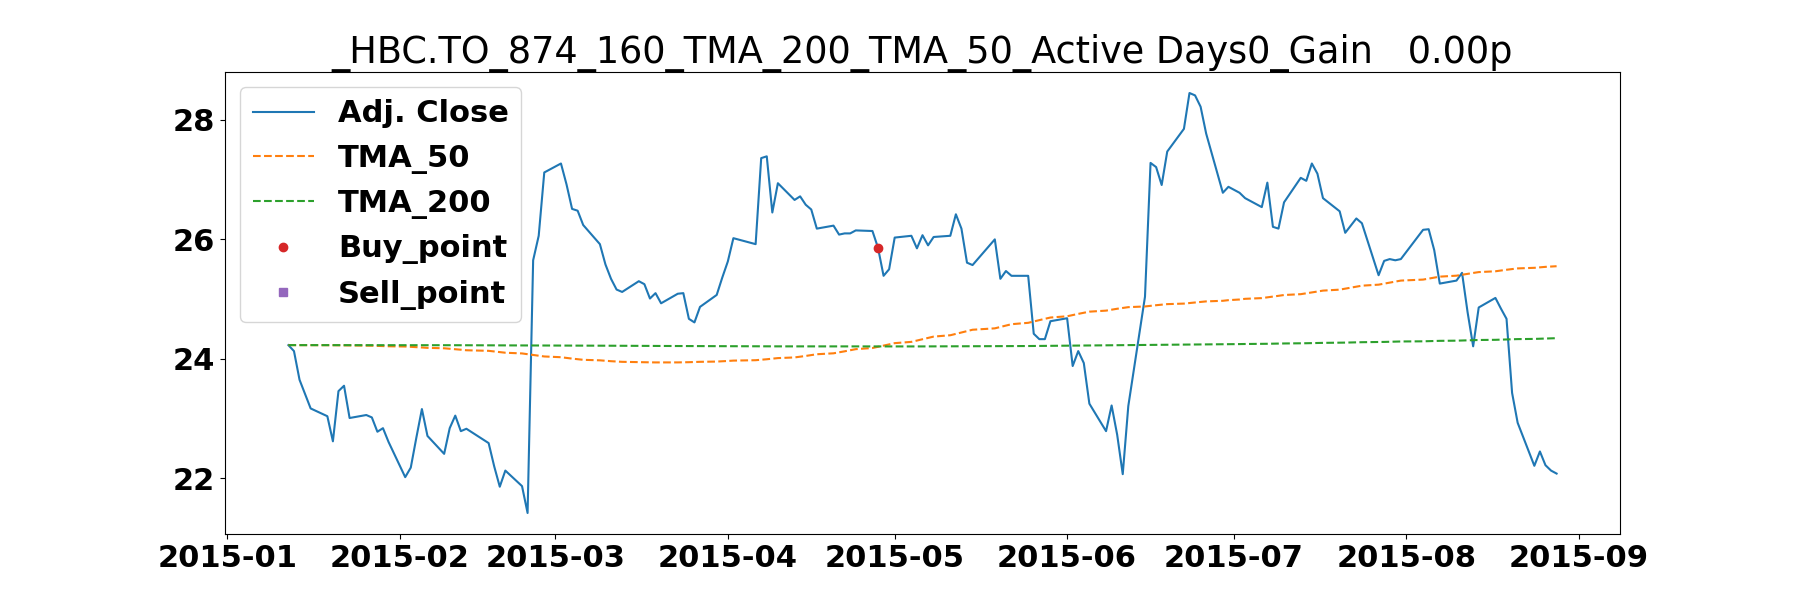 _HBC.TO_874_160_TMA_200_TMA_50_Active Days0_Gain   0.00p
Adj. Close
TMA_50
TMA_200
Buy_point
Sell_point
28
26
24
22
2015-01 2015-02 2015-03 2015-04 2015-05 2015-06 2015-07 2015-08 2015-09